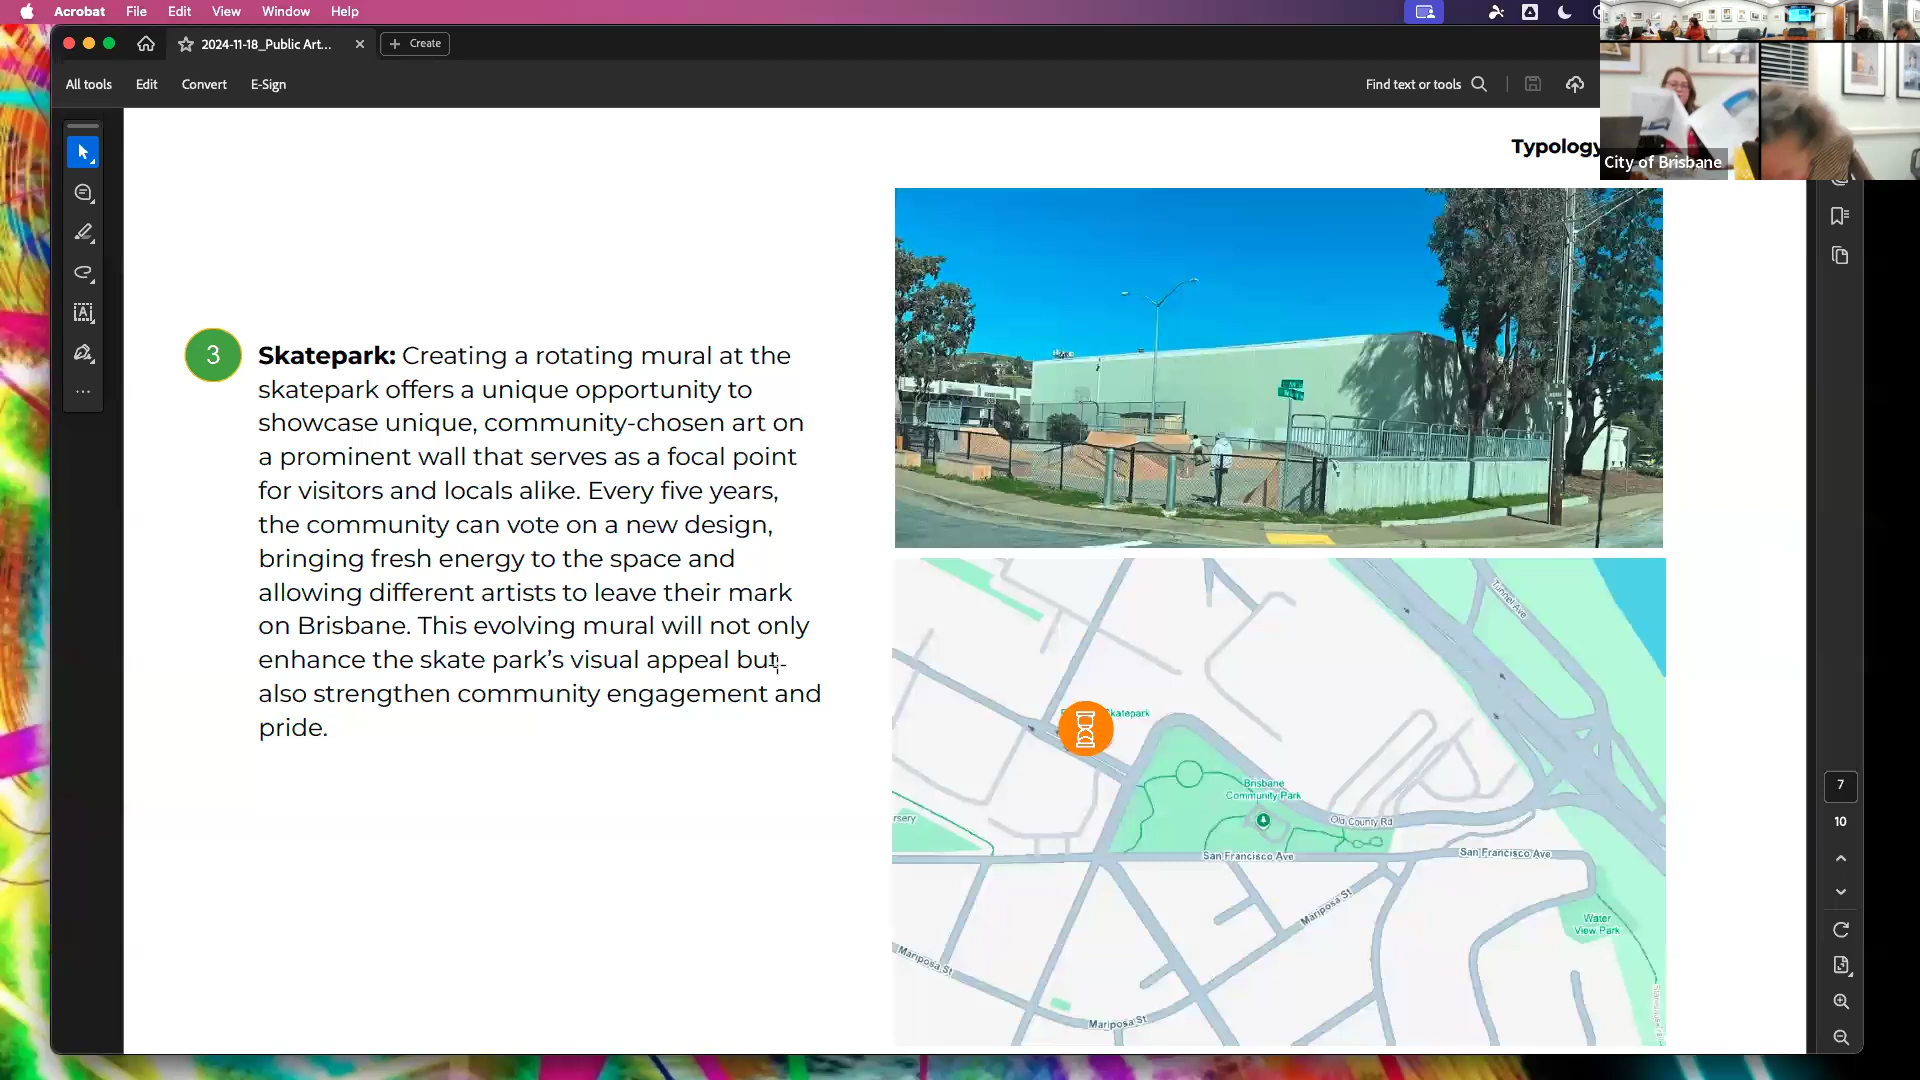 Acrobat File Edit View Window Help
2024-11-18_Public Art...
Create
All tools Edit Convert E-Sign
Find text or tools
Typology
City of Brisbane
3
Skatepark: Creating a rotating mural at the
skatepark offers a unique opportunity to
showcase unique, community-chosen art on
a prominent wall that serves as a focal point
for visitors and locals alike. Every five years,
the community can vote on a new design,
bringing fresh energy to the space and
allowing different artists to leave their mark
on Brisbane. This evolving mural will not only
enhance the skate park’s visual appeal but
also strengthen community engagement and
pride.
Tunnel Ave
Skatepark
Brisbane
Community Park
Old County Rd
rsery
San Francisco Ave
San Francisco Ave
Mariposa St
Water
View Park
Mariposa St
Mariposa St
7
10